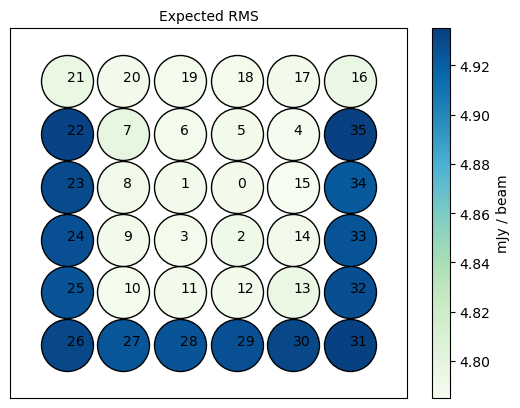 Expected RMS
21 20 19 18 17 16
22 7 6 5 4 35
23 8 1 0 15 34
24 9 3 2 14 33
25 10 11 12 13 32
26 27 28 29 30 31
4.92
4.90
4.88
4.86
4.84
4.82
4.80
mJy / beam